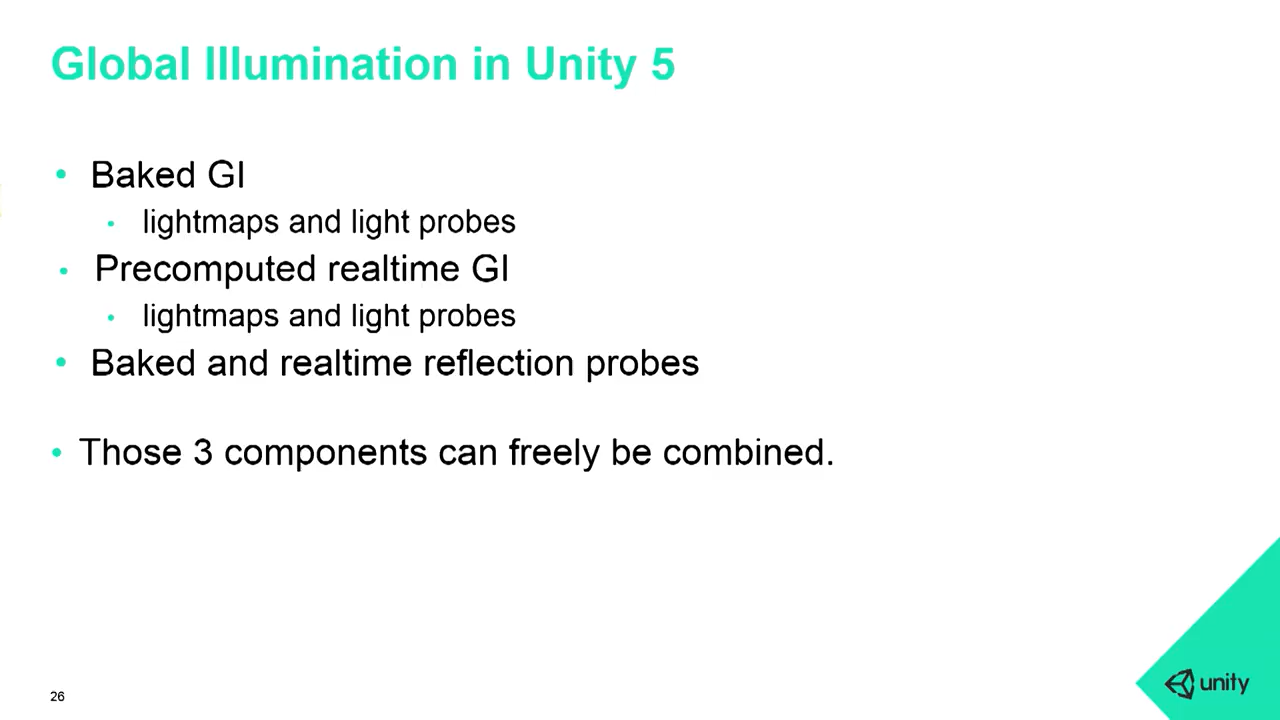 Global Illumination in Unity 5
• Baked GI
• lightmaps and light probes
• Precomputed realtime GI
• lightmaps and light probes
• Baked and realtime reflection probes
• Those 3 components can freely be combined.
26
unity